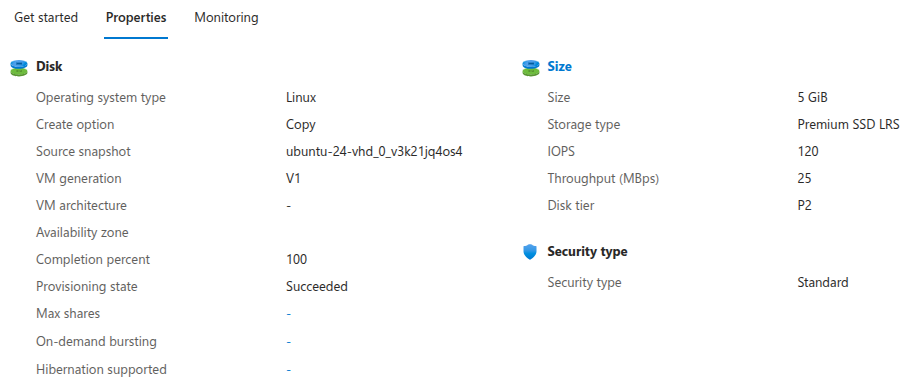 Get started Properties Monitoring
Disk
Operating system type Linux
Create option Copy
Source snapshot ubuntu-24-vhd_0_v3k21jq4os4
VM generation V1
VM architecture -
Availability zone
Completion percent 100
Provisioning state Succeeded
Max shares -
On-demand bursting -
Hibernation supported -
Size
Size 5 GiB
Storage type Premium SSD LRS
IOPS 120
Throughput (MBps) 25
Disk tier P2
Security type
Security type Standard